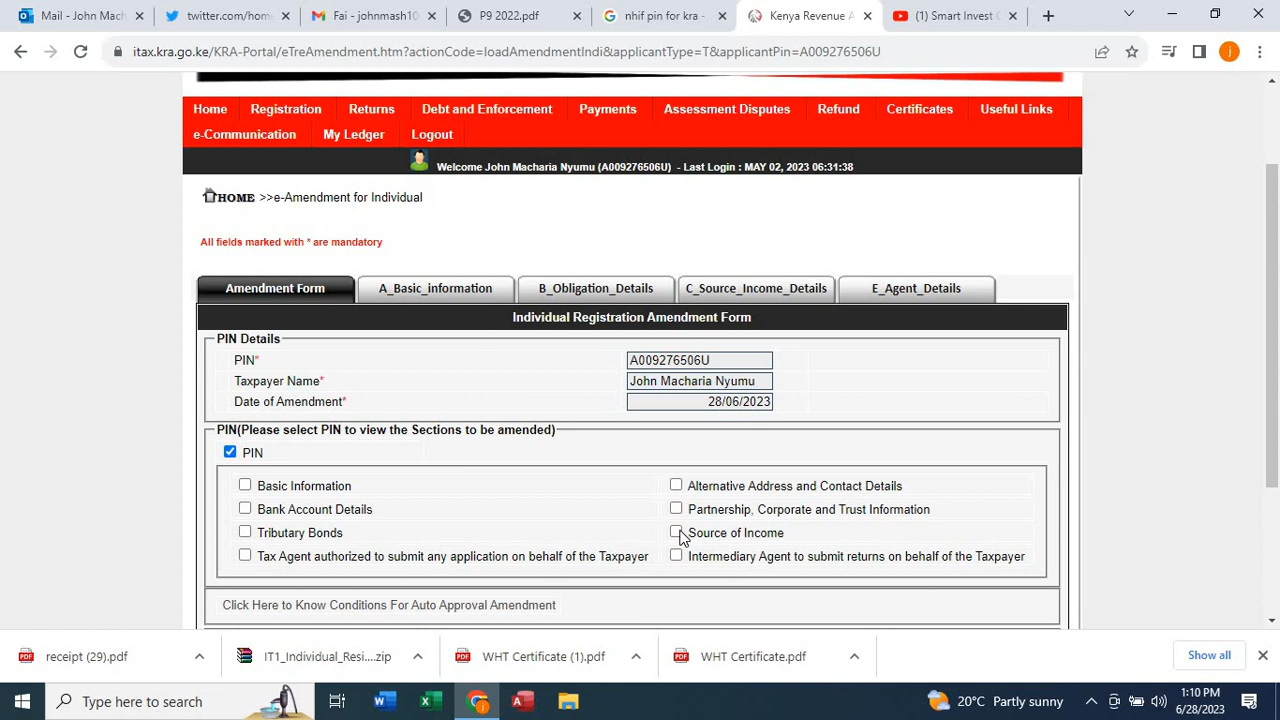 Mail - John Mach
twitter.com/hom
Fai - johnmash10
P9 2022.pdf
nhif pin for kra -
Kenya Revenue A
(1) Smart Invest C
itax.kra.go.ke/KRA-Portal/eTreAmendment.htm?actionCode=loadAmendmentIndi&applicantType=T&applicantPin=A009276506U
j
Home Registration Returns Debt and Enforcement Payments Assessment Disputes Refund Certificates Useful Links
e-Communication My Ledger Logout
Welcome John Macharia Nyumu (A009276506U) - Last Login : MAY 02, 2023 06:31:38
HOME >>e-Amendment for Individual
All fields marked with * are mandatory
Amendment Form A_Basic_information B_Obligation_Details C_Source_Income_Details E_Agent_Details
Individual Registration Amendment Form
PIN Details
PIN* A009276506U
Taxpayer Name* John Macharia Nyumu
Date of Amendment* 28/06/2023
PIN(Please select PIN to view the Sections to be amended)
PIN
Basic Information Alternative Address and Contact Details
Bank Account Details Partnership, Corporate and Trust Information
Tributary Bonds Source of Income
Tax Agent authorized to submit any application on behalf of the Taxpayer Intermediary Agent to submit returns on behalf of the Taxpayer
Click Here to Know Conditions For Auto Approval Amendment
receipt (29).pdf IT1_Individual_Resi....zip WHT Certificate (1).pdf WHT Certificate.pdf Show all
Type here to search 20°C Partly sunny 1:10 PM
6/28/2023